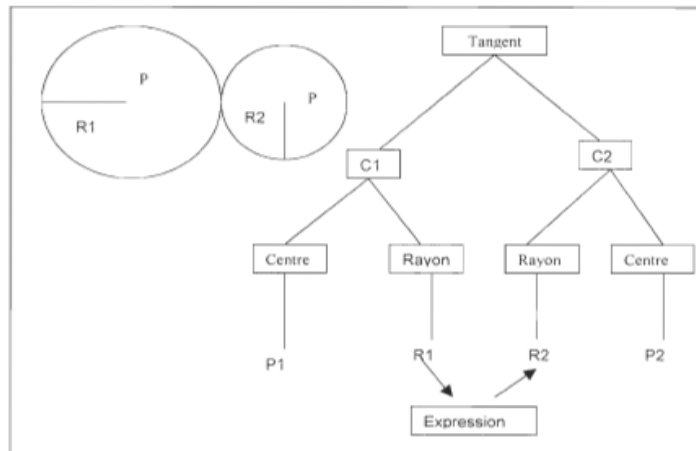 Tangent
P
P
R1
R2
C1
C2
Centre
Rayon
Rayon
Centre
P1
R1
R2
P2
Expression